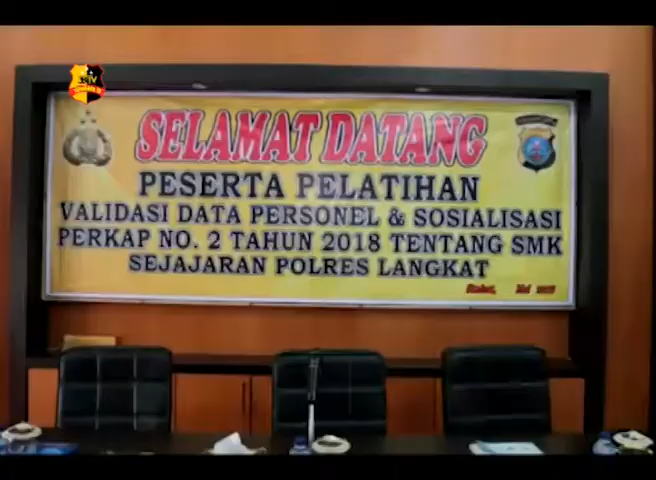 SELAMAT DATANG
PESERTA PELATIHAN
VALIDASI DATA PERSONEL & SOSIALISASI
PERKAP NO. 2 TAHUN 2018 TENTANG SMK
SEJAJARAN POLRES LANGKAT